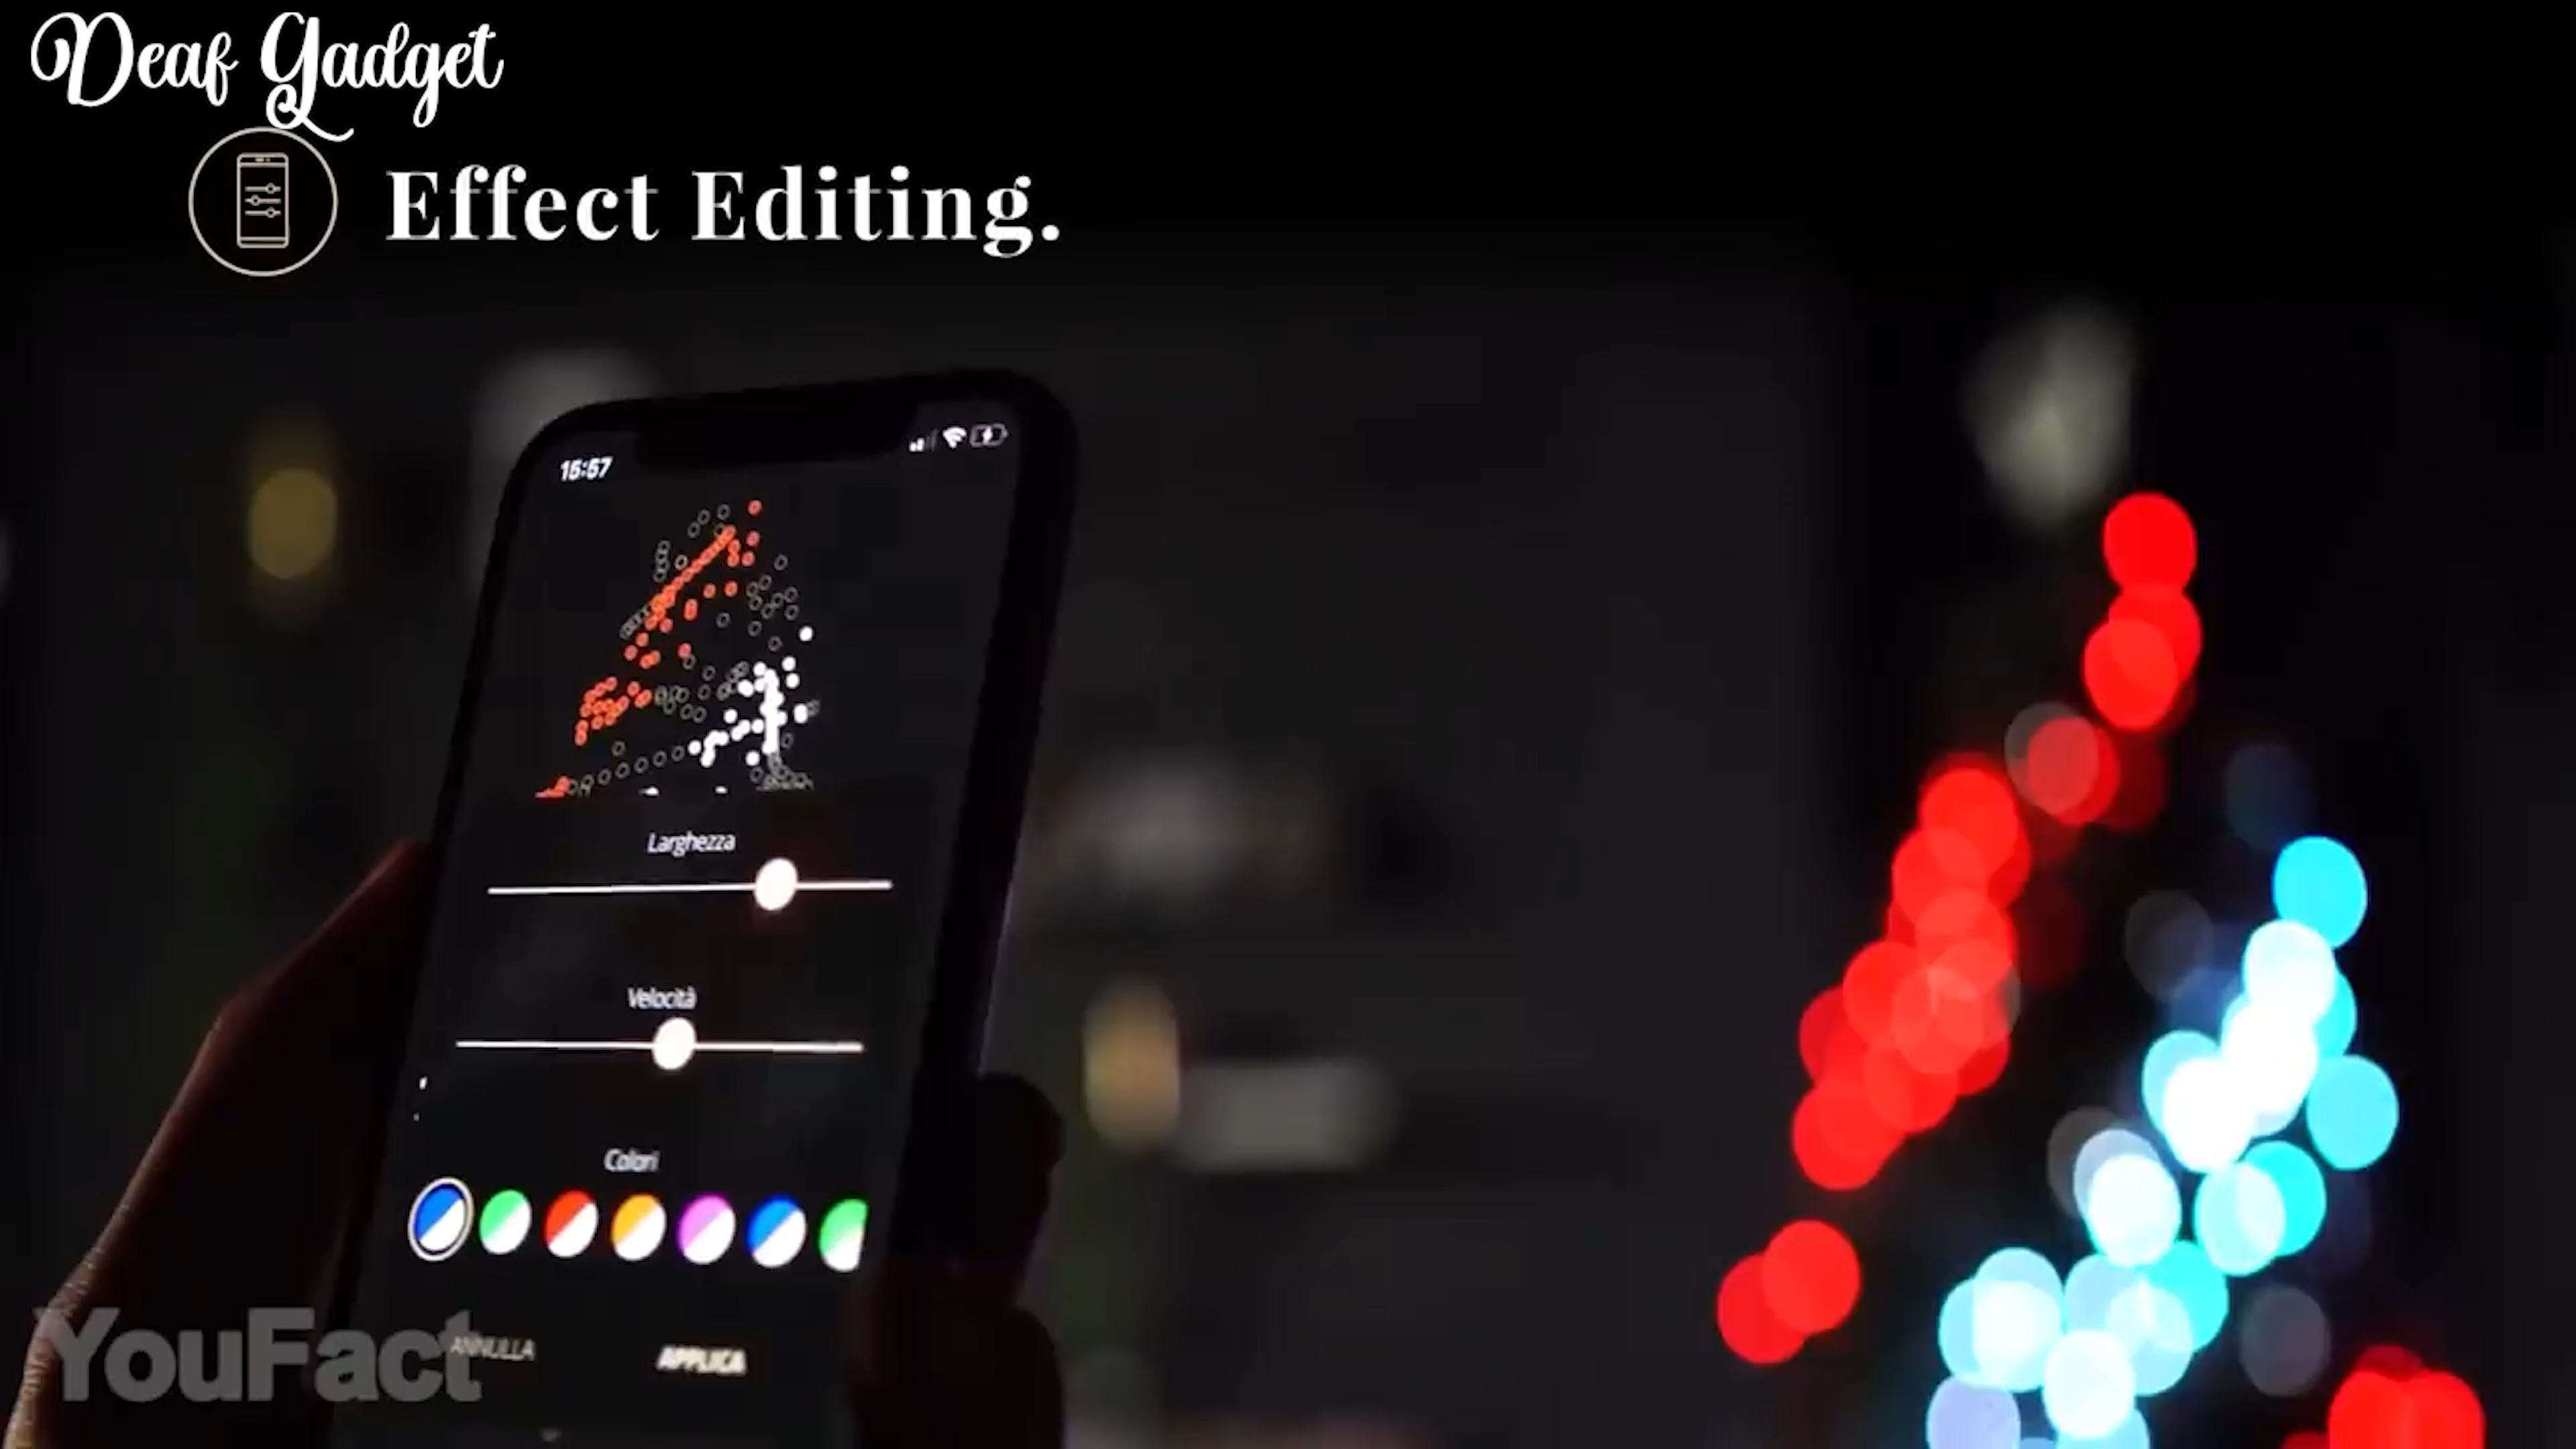 Deaf Gadget
Effect Editing.
15:57
Larghezza
Velocità
Colori
ANNULLA
APPLICA
YouFact